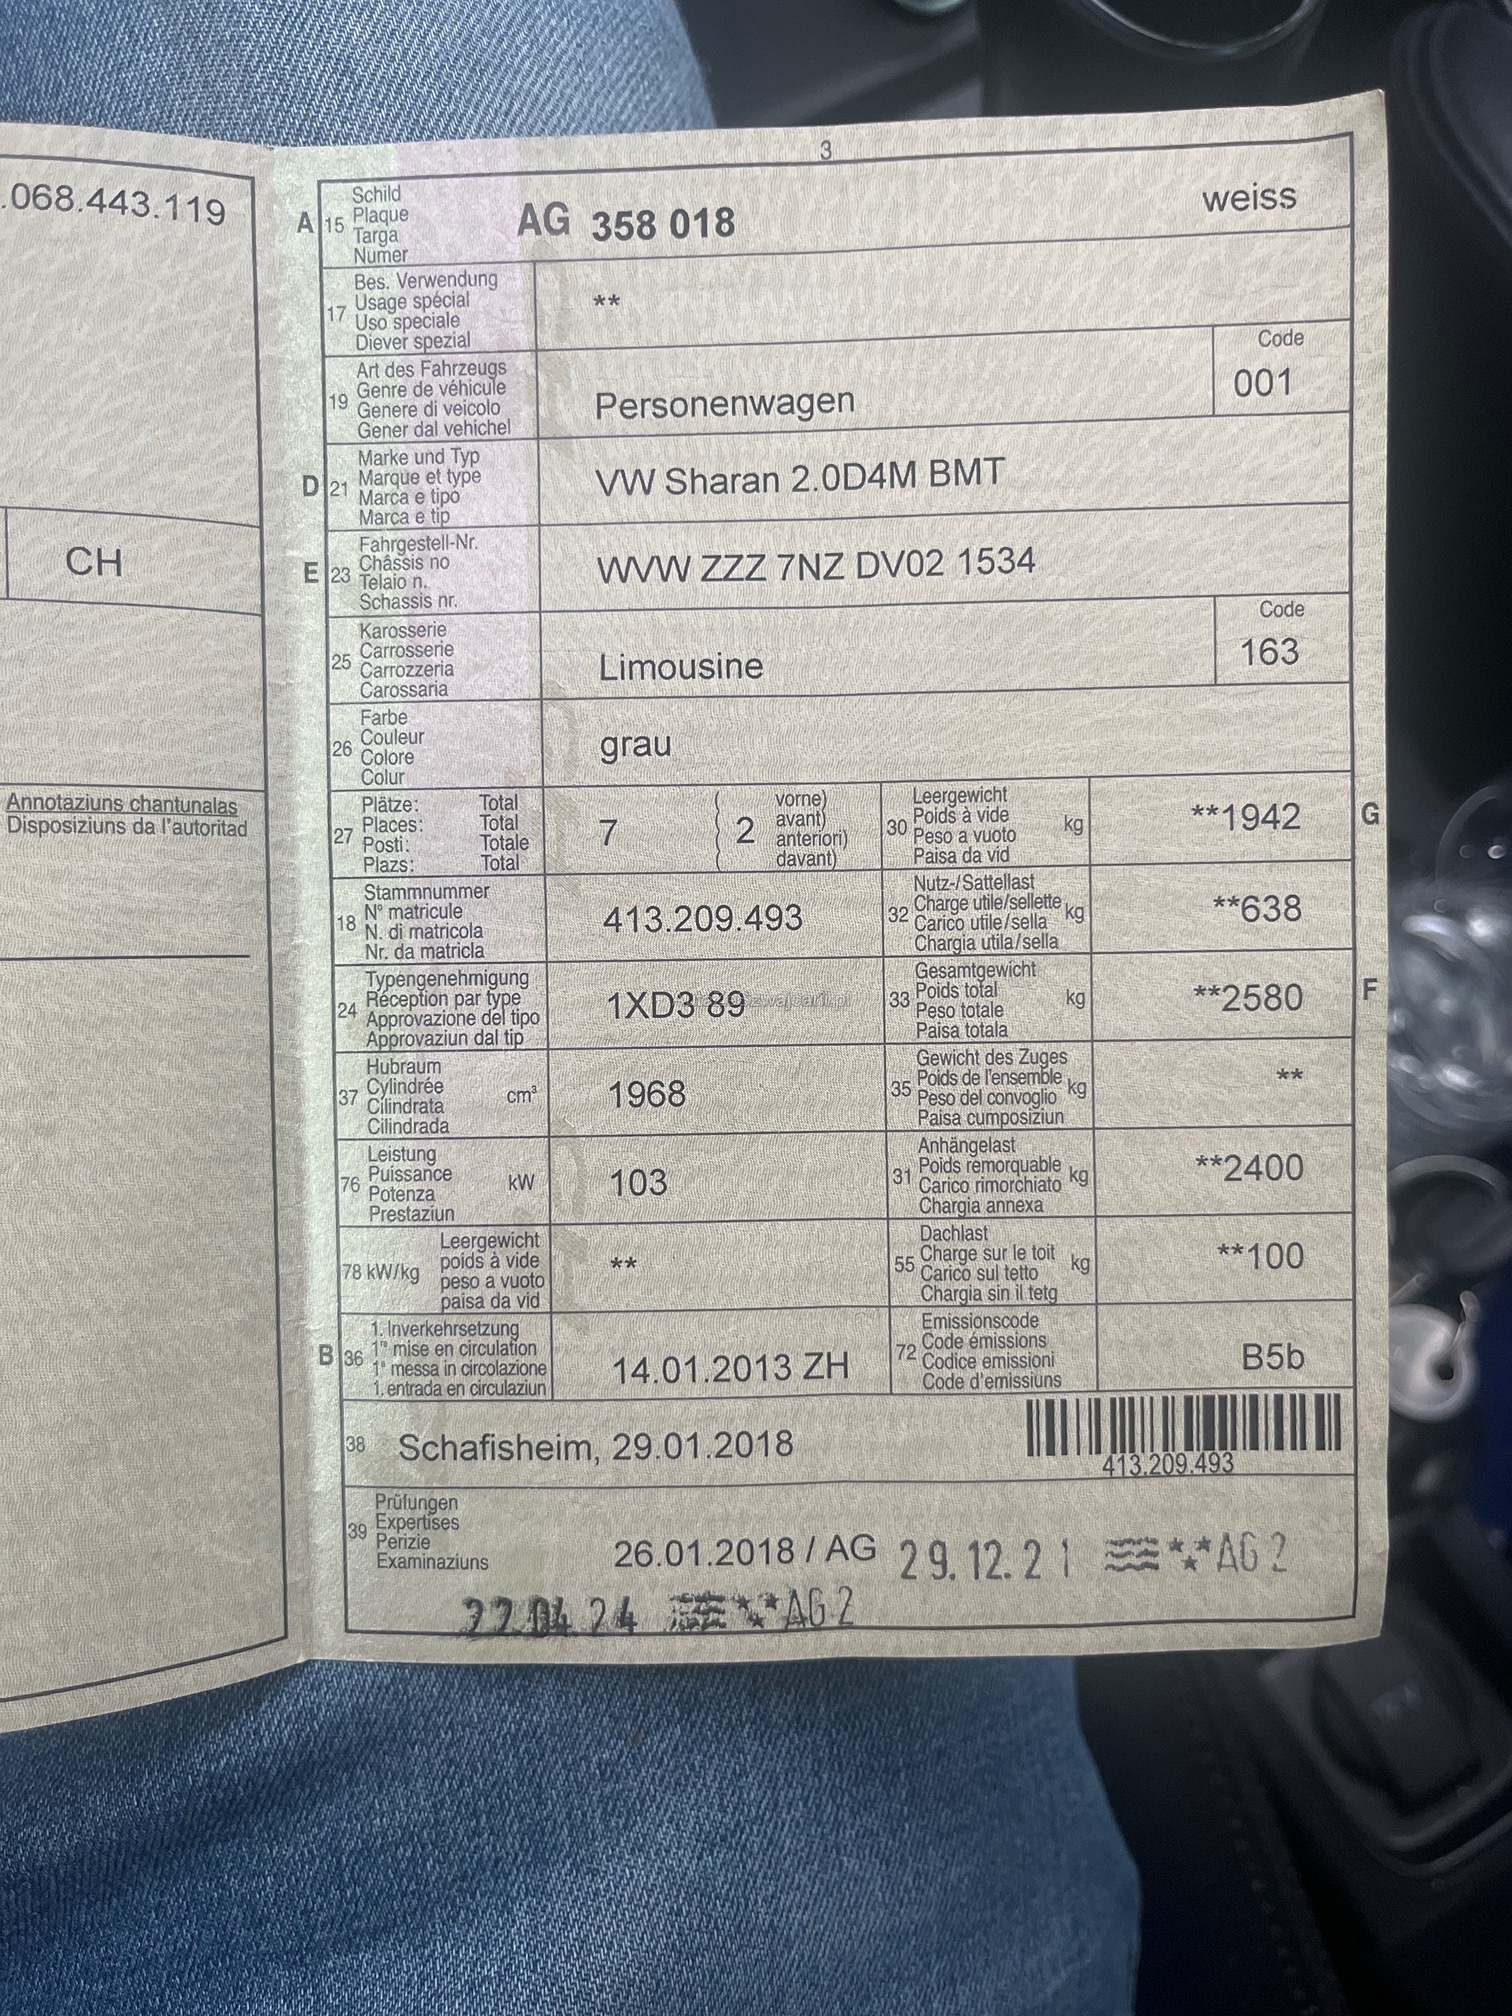 .068.443.119
CH
Annotaziuns chantunalas
Disposiziuns da l'autoritad
3
A 15 Schild
Plaque
Targa
Numer
AG 358 018 weiss
17 Bes. Verwendung
Usage spécial
Uso speciale
Diever spezial
**
19 Art des Fahrzeugs
Genre de véhicule
Genere di veicolo
Gener dal vehichel
Personenwagen
Code
001
D 21 Marke und Typ
Marque et type
Marca e tipo
Marca e tip
VW Sharan 2.0D4M BMT
E 23 Fahrgestell-Nr.
Châssis no
Telaio n.
Schassis nr.
WVW ZZZ 7NZ DV02 1534
25 Karosserie
Carrosserie
Carrozzeria
Carossaria
Limousine
Code
163
26 Farbe
Couleur
Colore
Colur
grau
27 Plätze: Total
Places: Total
Posti: Totale
Plazs: Total
7 ( 2 vorne)
avant)
anteriori)
davant)
30 Leergewicht
Poids à vide
Peso a vuoto
Paisa da vid
kg **1942 G
18 Stammnummer
N° matricule
N. di matricola
Nr. da matricla
413.209.493
32 Nutz-/Sattellast
Charge utile/sellette
Carico utile/sella
Chargia utila/sella
kg **638
24 Typengenehmigung
Réception par type
Approvazione del tipo
Approvaziun dal tip
1XD3 89
33 Gesamtgewicht
Poids total
Peso totale
Paisa totala
kg **2580 F
37 Hubraum
Cylindrée
Cilindrata
Cilindrada
cm³ 1968
35 Gewicht des Zuges
Poids de l'ensemble
Peso del convoglio
Paisa cumposiziun
kg **
76 Leistung
Puissance
Potenza
Prestaziun
kW 103
31 Anhängelast
Poids remorquable
Carico rimorchiato
Chargia annexa
kg **2400
78 kW/kg Leergewicht
poids à vide
peso a vuoto
paisa da vid
**
55 Dachlast
Charge sur le toit
Carico sul tetto
Chargia sin il tetg
kg **100
B 36 1. Inverkehrsetzung
1re mise en circulation
1a messa in circolazione
1. entrada en circulaziun
14.01.2013 ZH
72 Emissionscode
Code émissions
Codice emissioni
Code d'emissiuns
B5b
38 Schafisheim, 29.01.2018
413.209.493
39 Prüfungen
Expertises
Perizie
Examinaziuns
26.01.2018 / AG 29.12.21 AG 2
22.04 24 AG 2